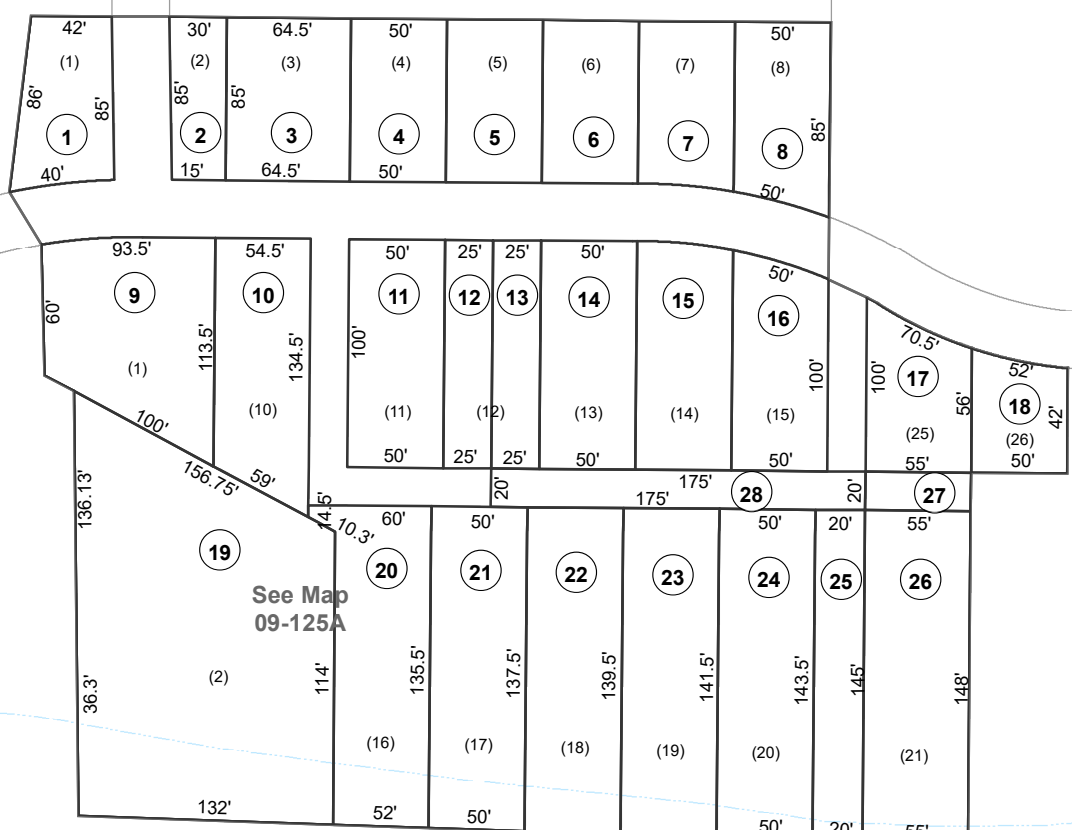 42' 30' 64.5' 50' 50'
(1) (2) (3) (4) (5) (6) (7) (8)
86' 85' 85' 85' 85'
1 2 3 4 5 6 7 8
40' 15' 64.5' 50' 50'
93.5' 54.5' 50' 25' 25' 50' 50'
9 10 11 12 13 14 15 16
60' 113.5' 134.5' 100' 100' 100' 70.5' 52'
17 18
56' 42'
(1) (10) (11) (12) (13) (14) (15) (25) (26)
100' 59' 50' 25' 25' 50' 50' 55' 50'
156.75' 175'
136.13' 14.5' 20' 175' 28 20' 27
10.3' 60' 50' 50' 20' 55'
19 20 21 22 23 24 25 26
See Map
09-125A
114' 135.5' 137.5' 139.5' 141.5' 143.5' 145' 148'
36.3' (2)
(16) (17) (18) (19) (20) (21)
132' 52' 50' 50' 20' 55'